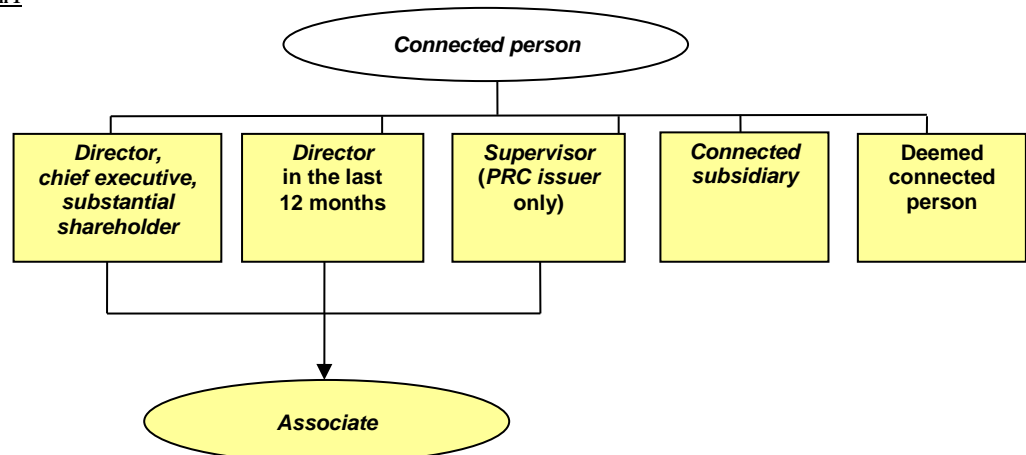 Connected person
Director,
chief executive,
substantial
shareholder
Director
in the last
12 months
Supervisor
(PRC issuer
only)
Connected
subsidiary
Deemed
connected
person
Associate